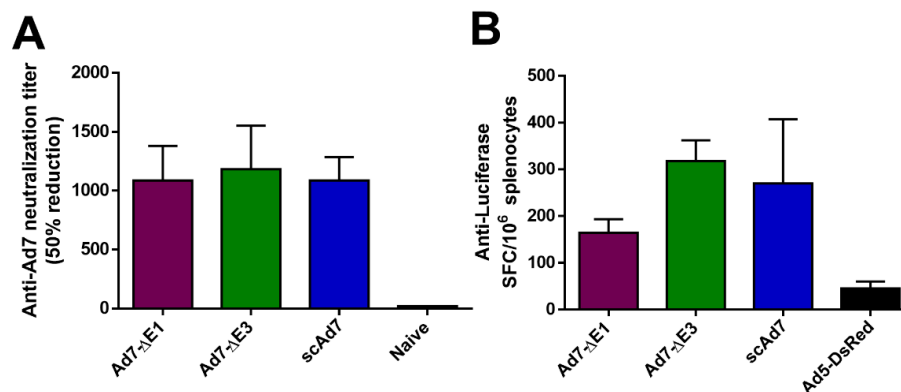 A
Anti-Ad7 neutralization titer
(50% reduction)
2000
1500
1000
500
0
Ad7-ΔE1
Ad7-ΔE3
scAd7
Naive
B
Anti-Luciferase
SFC/10⁶ splenocytes
500
400
300
200
100
0
Ad7-ΔE1
Ad7-ΔE3
scAd7
Ad5-DsRed